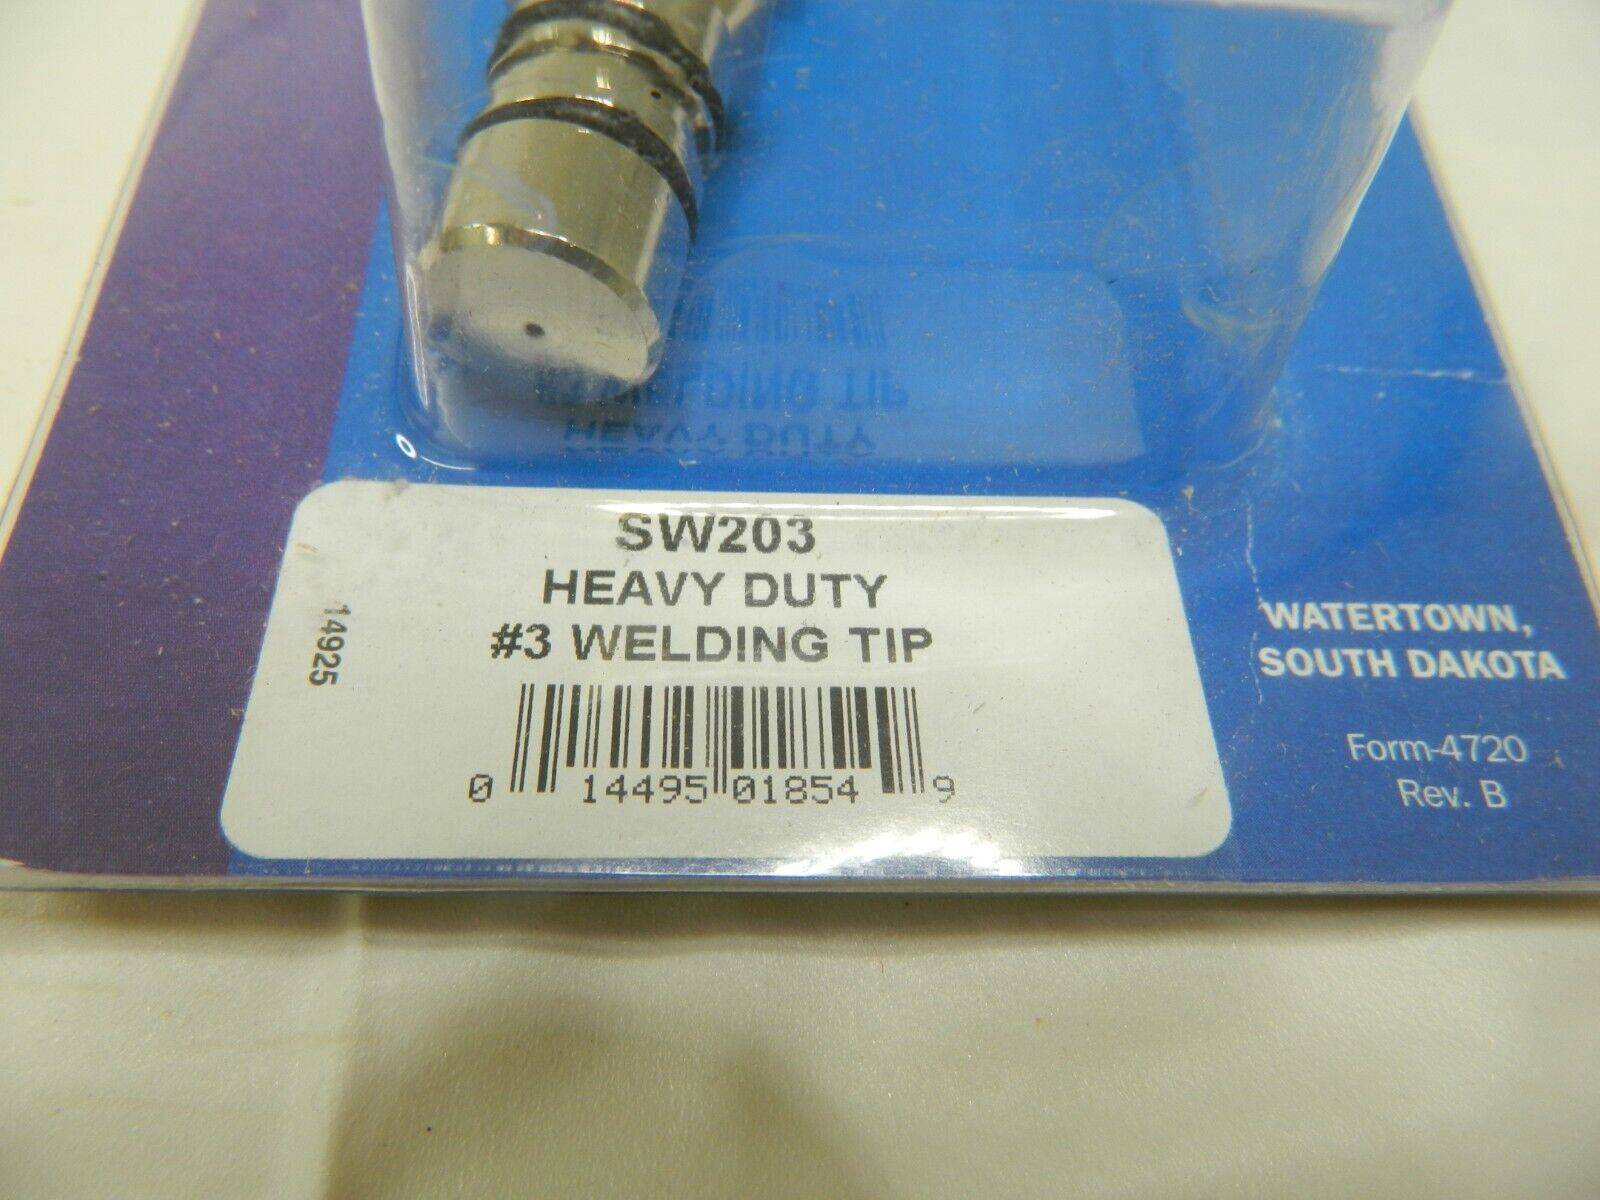 SW203
HEAVY DUTY
#3 WELDING TIP
14925
0 14495 01854 9
WATERTOWN,
SOUTH DAKOTA
Form-4720
Rev. B